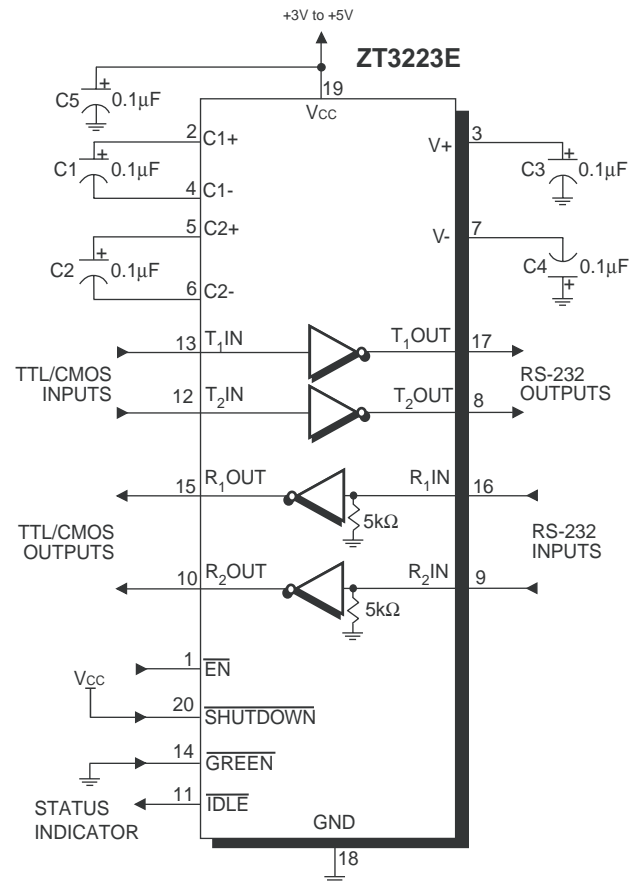 +3V to +5V
ZT3223E
19
VCC
C5
+
0.1µF
2
C1+
C1
+
0.1µF
4
C1-
5
C2+
C2
+
0.1µF
6
C2-
V+
3
+
C3
0.1µF
V-
7
C4
0.1µF
+
TTL/CMOS
INPUTS
13
T1IN
T1OUT
17
12
T2IN
T2OUT
8
RS-232
OUTPUTS
TTL/CMOS
OUTPUTS
15
R1OUT
R1IN
16
5kΩ
10
R2OUT
R2IN
9
5kΩ
RS-232
INPUTS
1
EN
VCC
20
SHUTDOWN
14
GREEN
11
IDLE
STATUS
INDICATOR
GND
18